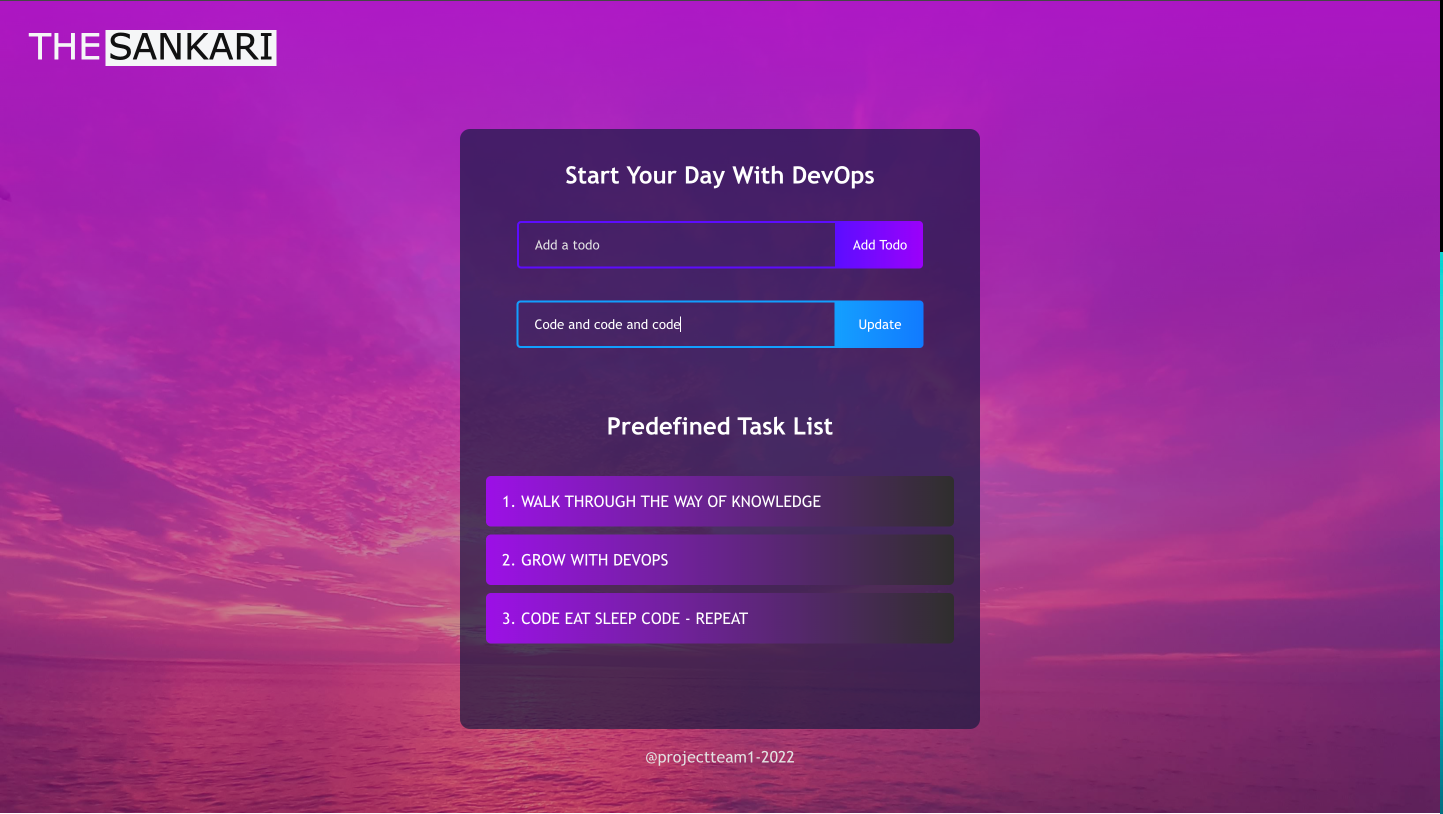 THE SANKARI
Start Your Day With DevOps
Add a todo
Add Todo
Code and code and code
Update
Predefined Task List
1. WALK THROUGH THE WAY OF KNOWLEDGE
2. GROW WITH DEVOPS
3. CODE EAT SLEEP CODE - REPEAT
@projectteam1-2022